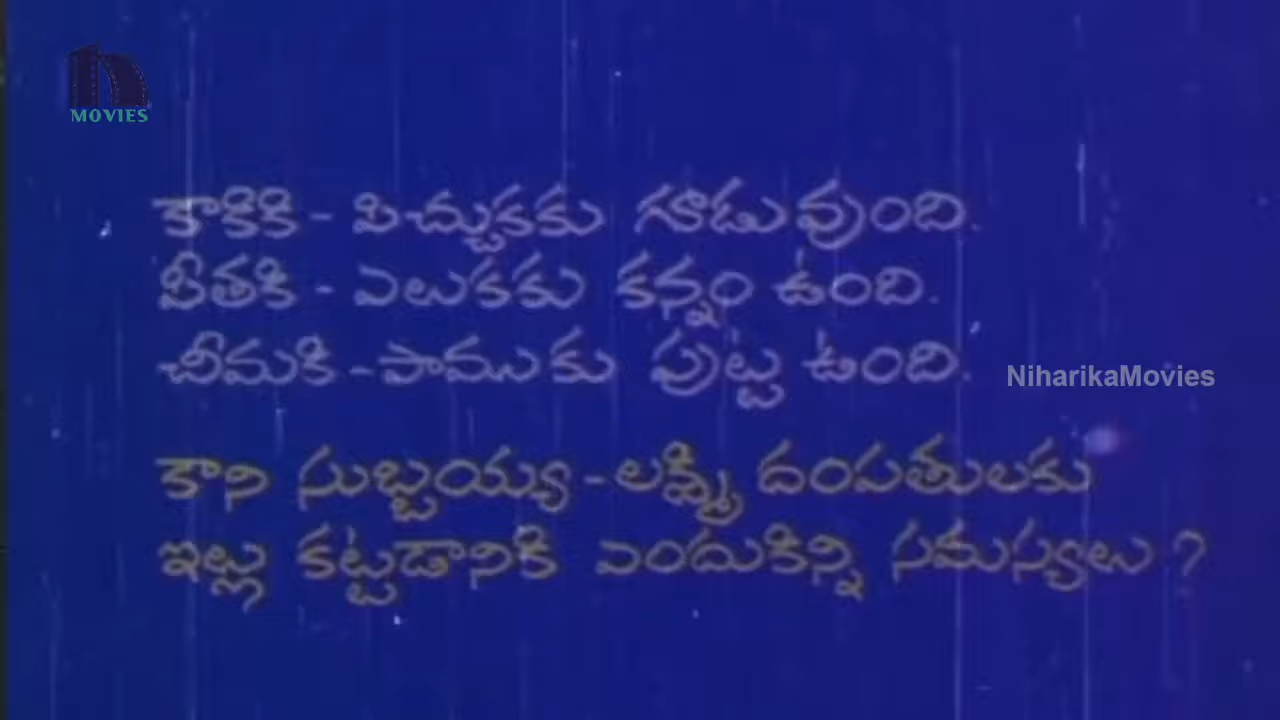 MOVIES
కాకికి - పిచ్చుకకు గూడువుంది.
పీతకి - ఎలుకకు కన్నం ఉంది.
చీమకి - పాముకు పుట్ట ఉంది.
NiharikaMovies
కాని సుబ్బయ్య - లక్ష్మి దంపతులకు
ఇల్లు కట్టడానికి ఎందుకిన్ని సమస్యలు ?